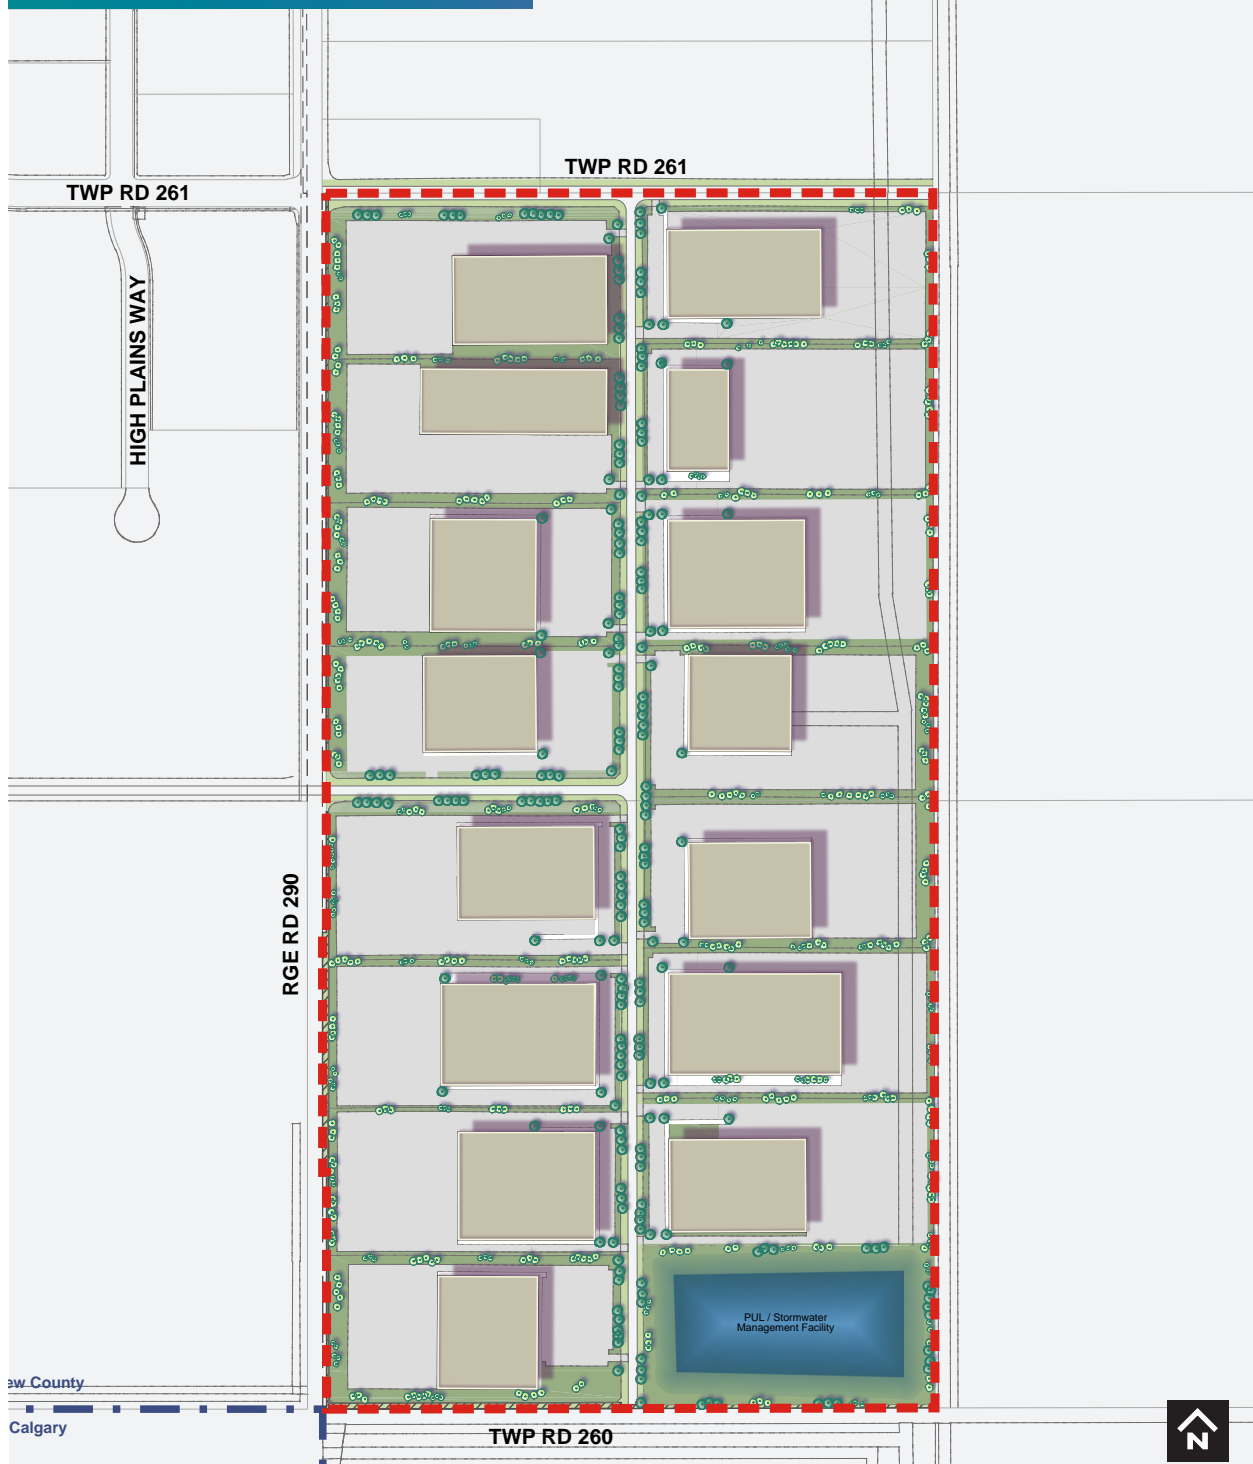 TWP RD 261
TWP RD 261
HIGH PLAINS WAY
RGE RD 290
PUL / Stormwater
Management Facility
ew County
Calgary
TWP RD 260
N